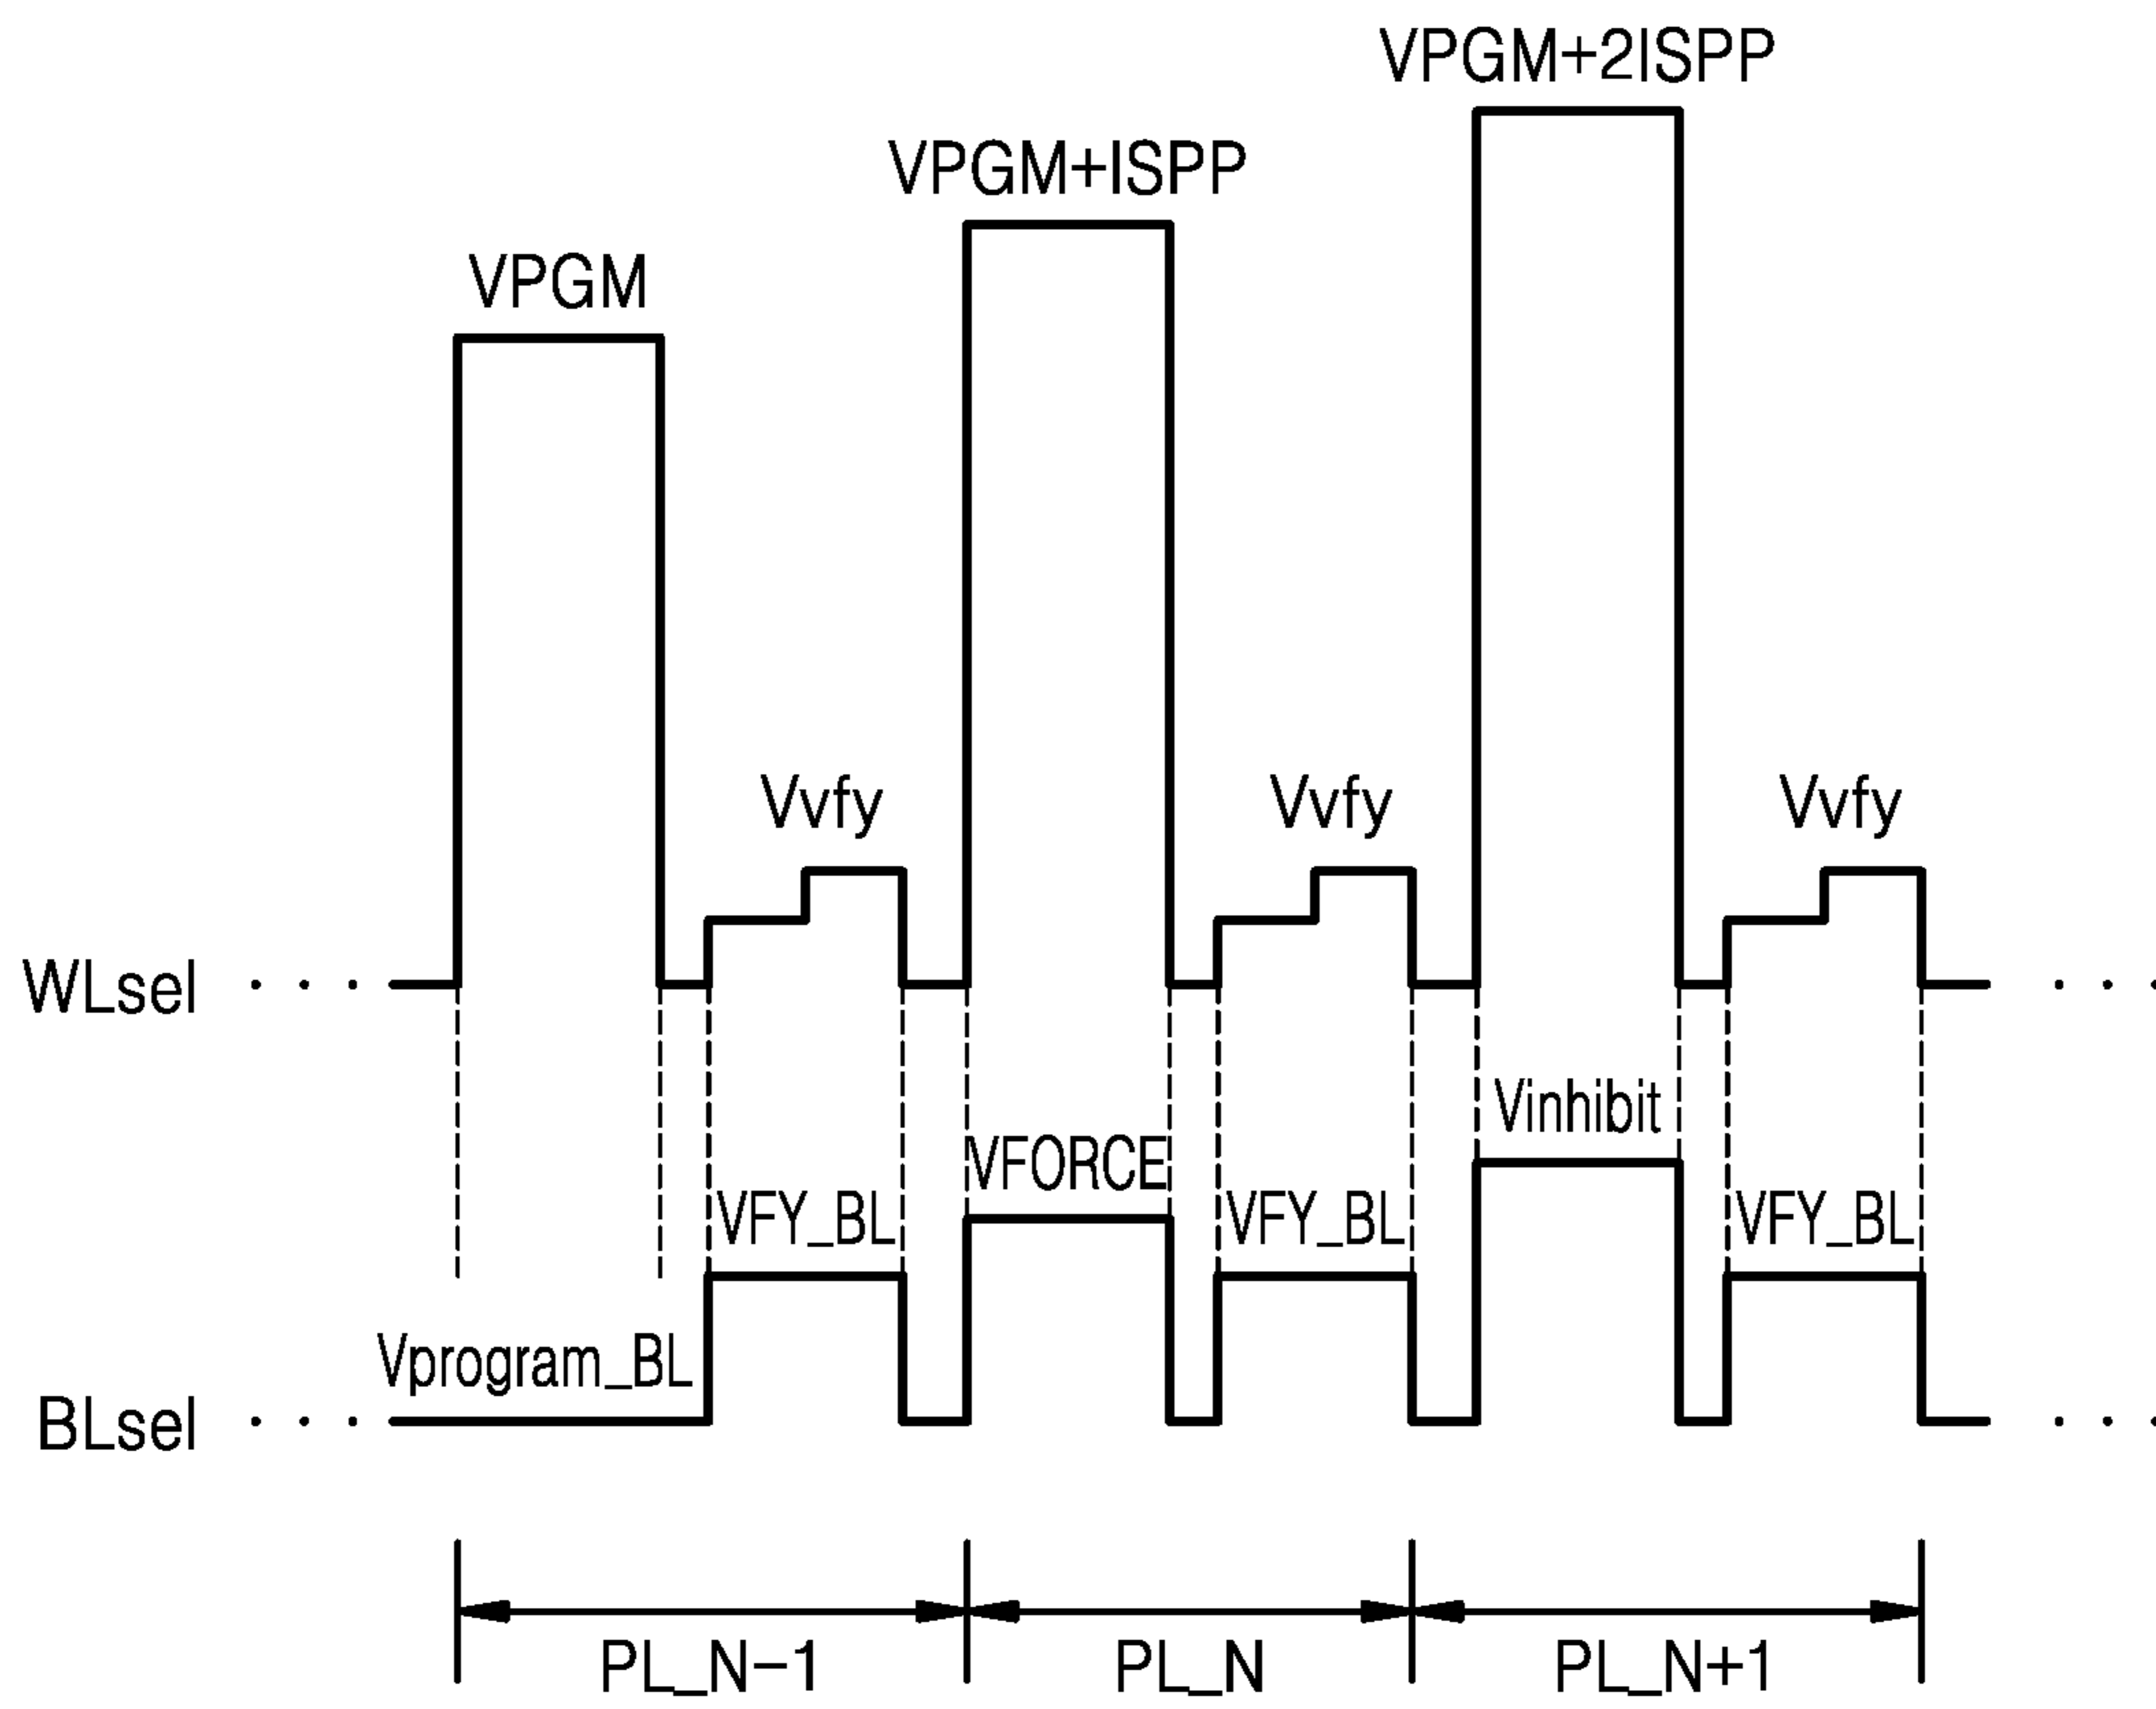 VPGM+2ISPP
VPGM+ISPP
VPGM
Vvfy Vvfy Vvfy
WLsel
Vinhibit
VFORCE
VFY_BL VFY_BL VFY_BL
Vprogram_BL
BLsel
PL_N-1 PL_N PL_N+1